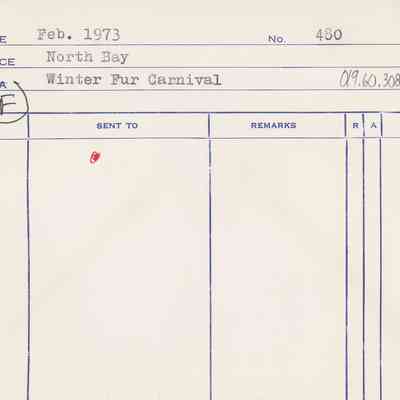 E Feb. 1973 No. 480
CE North Bay
A Winter Fur Carnival 019.60.308
F
SENT TO REMARKS R A